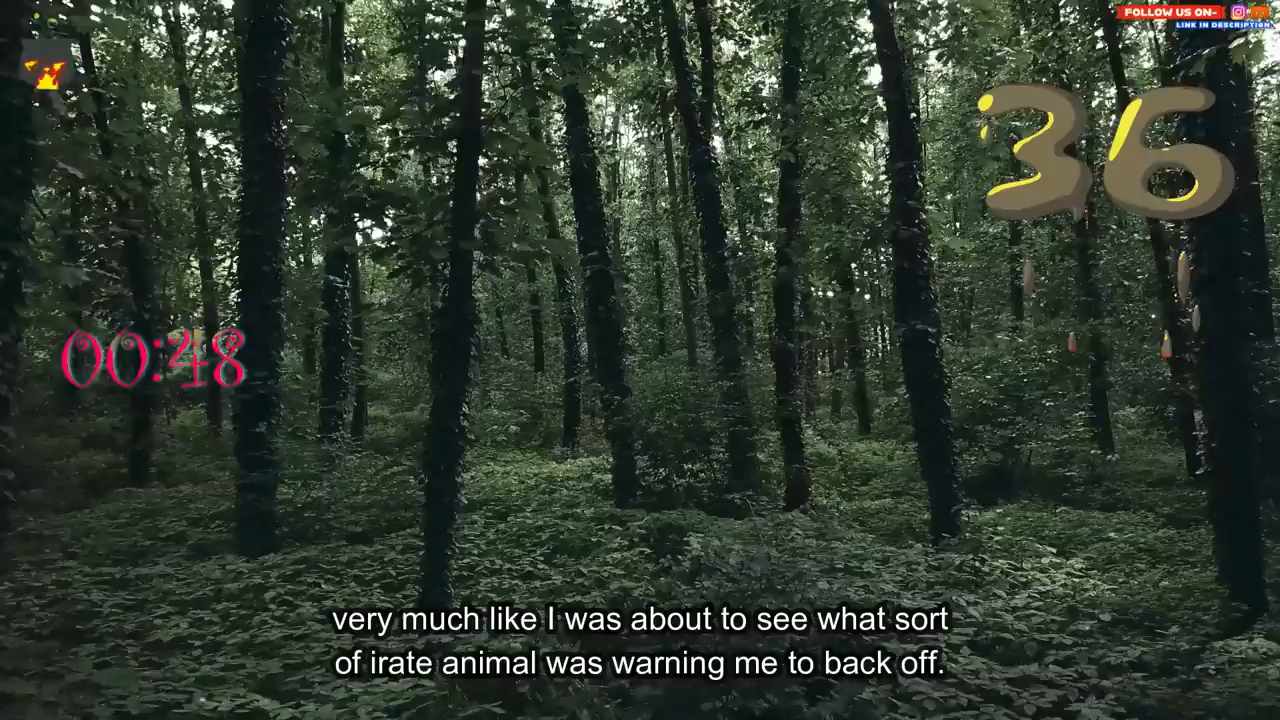 FOLLOW US ON-
LINK IN DESCRIPTION
36
00:48
very much like I was about to see what sort
of irate animal was warning me to back off.